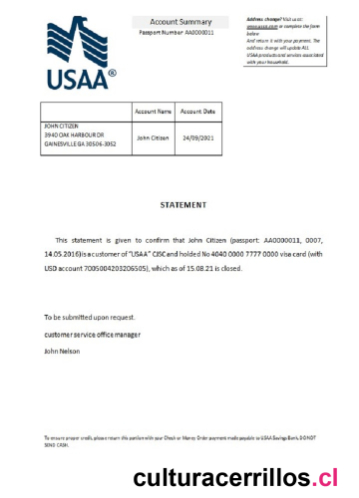 Account Summary
Passport Number AA0000011
Address change? Visit us at:
usaa.com or complete the form
below
And return it with your payment. The
address change will update ALL
USAA products and services associated
with your household.
USAA®
Account Name Account Date
JOHN CITIZEN
3940 OAK HARBOUR DR
GAINESVILLE GA 30506-3952
John Citizen 24/09/2021
STATEMENT
This statement is given to confirm that John Citizen (passport: AA0000011, 0007,
14.05.2016)is a customer of "USAA" CJSC and holded No 4040 0000 7777 0000 visa card (with
USD account 7005004203206505), which as of 15.08.21 is closed.
To be submitted upon request.
customer service office manager
John Nelson
To ensure proper credit, please return this portion with your Check or Money Order payment made payable to USAA Savings Bank. DO NOT
SEND CASH.
culturacerrillos.cl